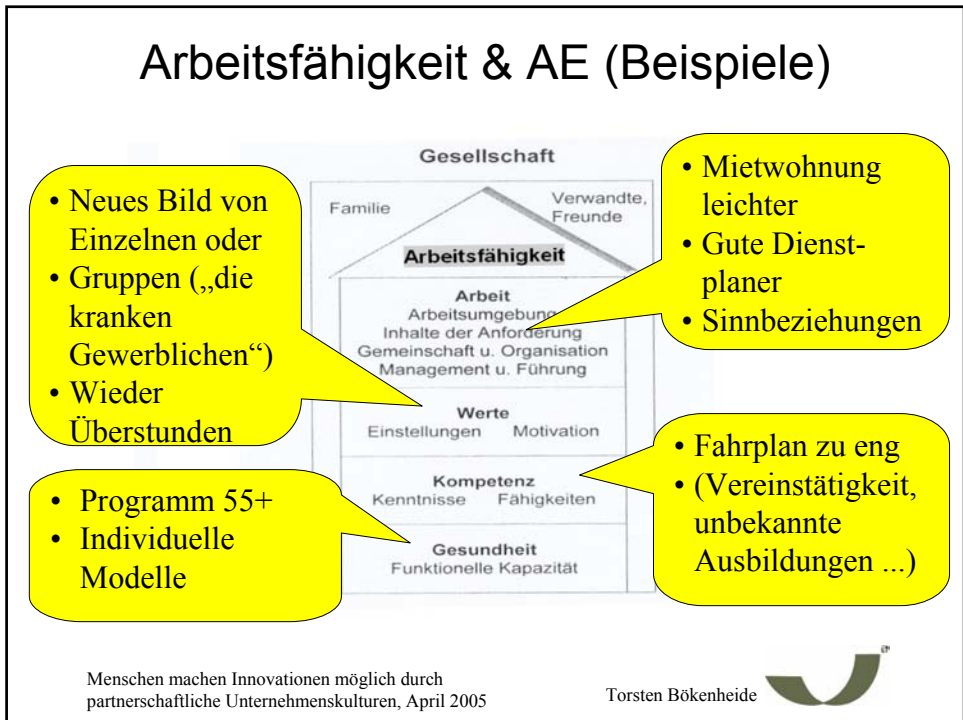 Arbeitsfähigkeit & AE (Beispiele)
• Neues Bild von
Einzelnen oder
• Gruppen („die
kranken
Gewerblichen“)
• Wieder
Überstunden
• Programm 55+
• Individuelle
Modelle
Gesellschaft
Familie
Verwandte,
Freunde
Arbeitsfähigkeit
Arbeit
Arbeitsumgebung
Inhalte der Anforderung
Gemeinschaft u. Organisation
Management u. Führung
Werte
Einstellungen Motivation
Kompetenz
Kenntnisse Fähigkeiten
Gesundheit
Funktionelle Kapazität
• Mietwohnung
leichter
• Gute Dienst-
planer
• Sinnbeziehungen
• Fahrplan zu eng
• (Vereinstätigkeit,
unbekannte
Ausbildungen ...)
Menschen machen Innovationen möglich durch
partnerschaftliche Unternehmenskulturen, April 2005
Torsten Bökenheide